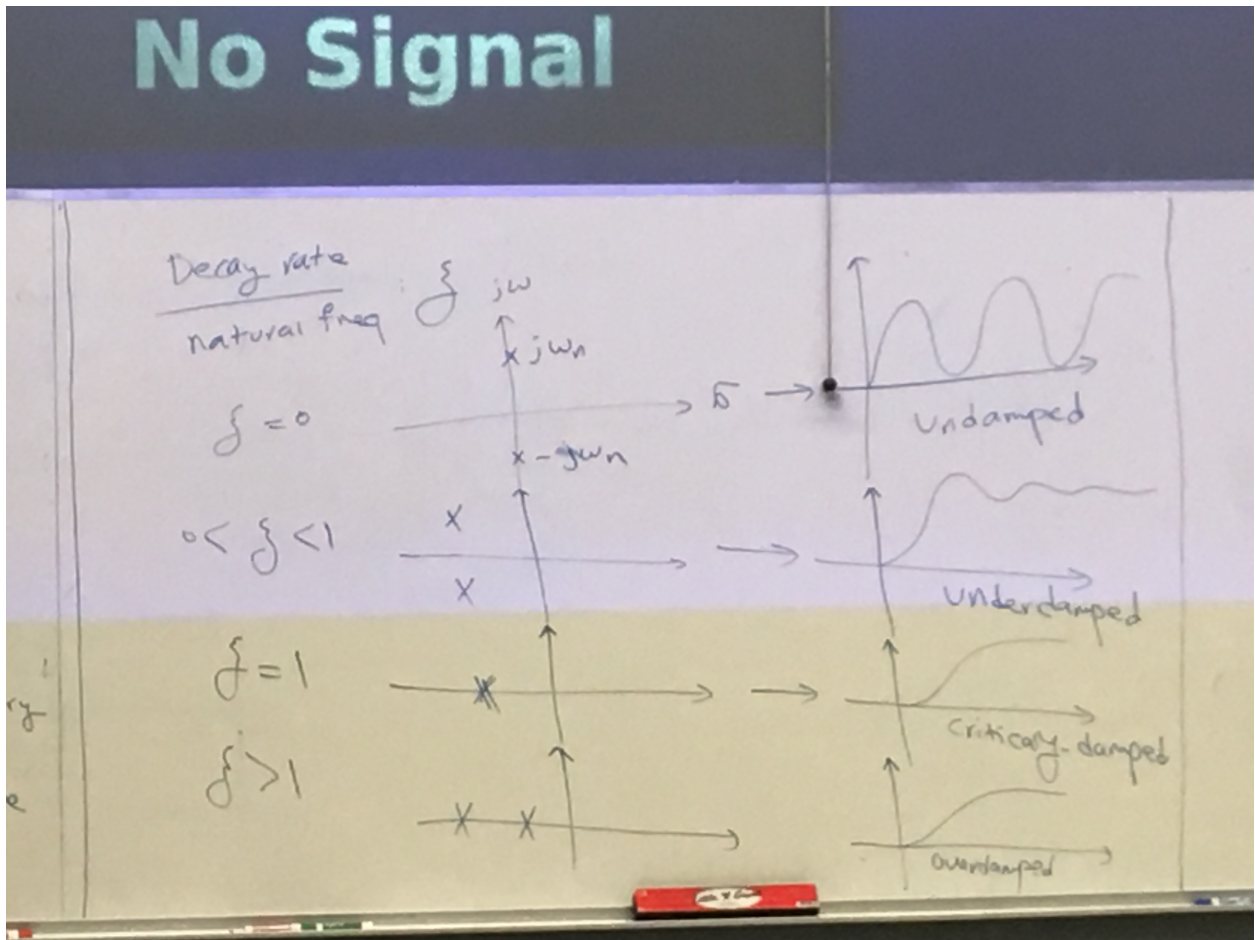 No Signal
Decay rate
natural freq
: ξ
jω
jωn
ξ = 0
σ
Undamped
-jωn
0 < ξ < 1
Underdamped
ξ = 1
criticaly-damped
ξ > 1
overdamped
ry
e